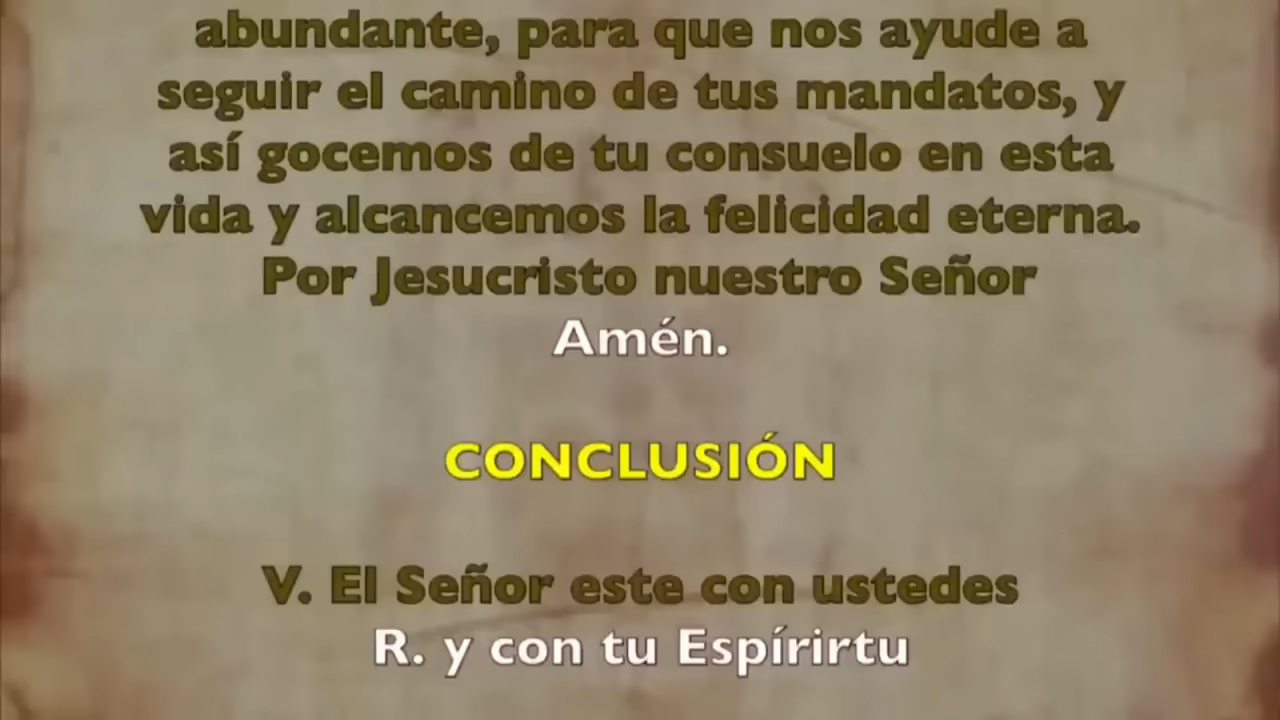 abundante, para que nos ayude a
seguir el camino de tus mandatos, y
así gocemos de tu consuelo en esta
vida y alcancemos la felicidad eterna.
Por Jesucristo nuestro Señor
Amén.
CONCLUSIÓN
V. El Señor este con ustedes
R. y con tu Espírirtu